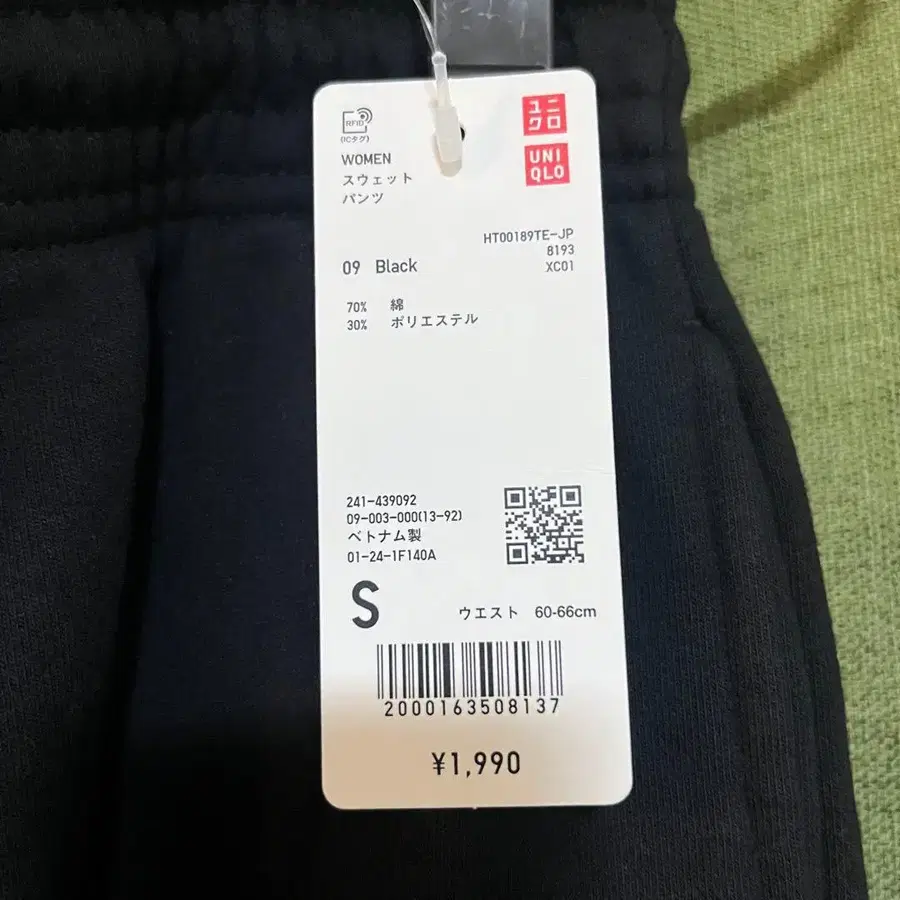 RFID
(ICタグ)
ユニ
クロ
UNI
QLO
WOMEN
スウェット
パンツ
HT00189TE-JP
8193
XC01
09 Black
70% 綿
30% ポリエステル
241-439092
09-003-000(13-92)
ベトナム製
01-24-1F140A
S
ウエスト 60-66cm
2000163508137
¥1,990